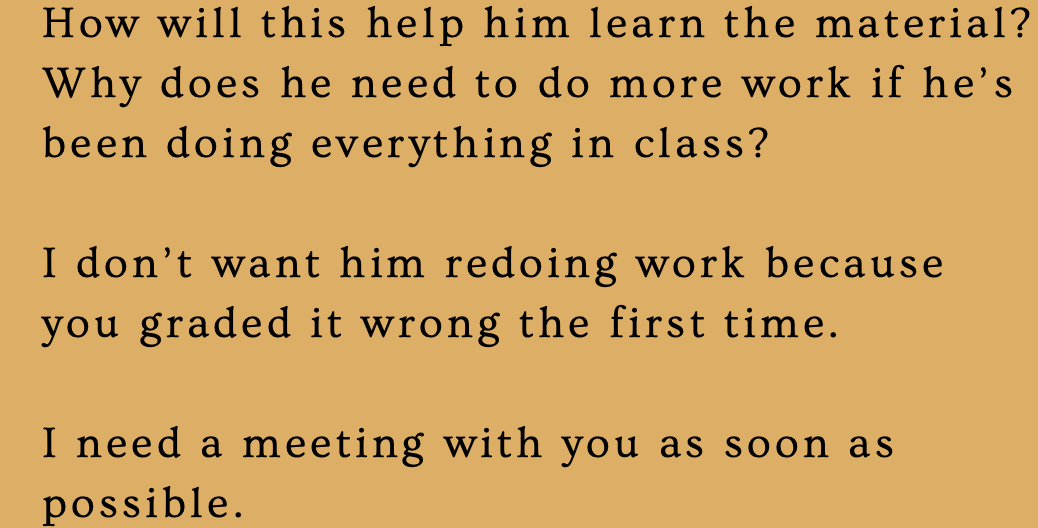 How will this help him learn the material?
Why does he need to do more work if he’s
been doing everything in class?
I don’t want him redoing work because
you graded it wrong the first time.
I need a meeting with you as soon as
possible.